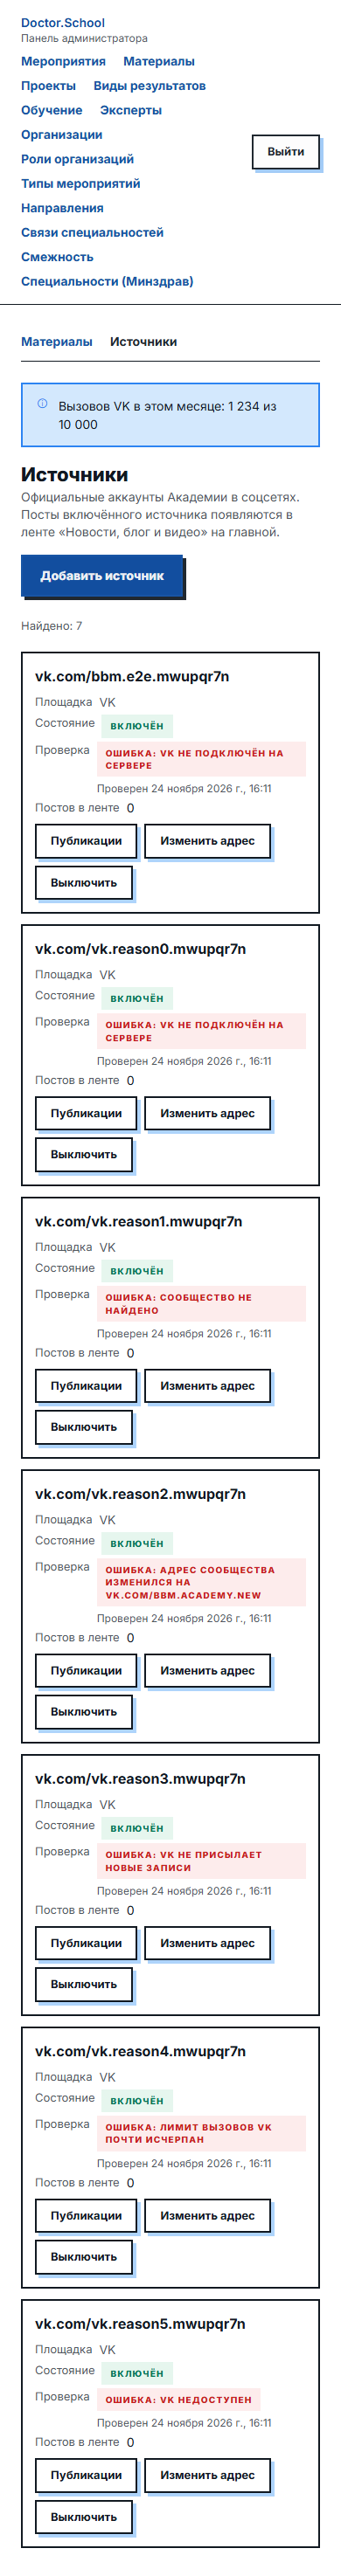 Doctor.School
Панель администратора
Мероприятия Материалы
Проекты Виды результатов
Обучение Эксперты
Организации
Роли организаций
Типы мероприятий
Направления
Связи специальностей
Смежность
Специальности (Минздрав)
Выйти
Материалы Источники
Вызовов VK в этом месяце: 1 234 из
10 000
Источники
Официальные аккаунты Академии в соцсетях.
Посты включённого источника появляются в
ленте «Новости, блог и видео» на главной.
Добавить источник
Найдено: 7
vk.com/bbm.e2e.mwupqr7n
Площадка VK
Состояние ВКЛЮЧЁН
Проверка ОШИБКА: VK НЕ ПОДКЛЮЧЁН НА
СЕРВЕРЕ
Проверен 24 ноября 2026 г., 16:11
Постов в ленте 0
Публикации Изменить адрес
Выключить
vk.com/vk.reason0.mwupqr7n
Площадка VK
Состояние ВКЛЮЧЁН
Проверка ОШИБКА: VK НЕ ПОДКЛЮЧЁН НА
СЕРВЕРЕ
Проверен 24 ноября 2026 г., 16:11
Постов в ленте 0
Публикации Изменить адрес
Выключить
vk.com/vk.reason1.mwupqr7n
Площадка VK
Состояние ВКЛЮЧЁН
Проверка ОШИБКА: СООБЩЕСТВО НЕ
НАЙДЕНО
Проверен 24 ноября 2026 г., 16:11
Постов в ленте 0
Публикации Изменить адрес
Выключить
vk.com/vk.reason2.mwupqr7n
Площадка VK
Состояние ВКЛЮЧЁН
Проверка ОШИБКА: АДРЕС СООБЩЕСТВА
ИЗМЕНИЛСЯ НА
VK.COM/BBM.ACADEMY.NEW
Проверен 24 ноября 2026 г., 16:11
Постов в ленте 0
Публикации Изменить адрес
Выключить
vk.com/vk.reason3.mwupqr7n
Площадка VK
Состояние ВКЛЮЧЁН
Проверка ОШИБКА: VK НЕ ПРИСЫЛАЕТ
НОВЫЕ ЗАПИСИ
Проверен 24 ноября 2026 г., 16:11
Постов в ленте 0
Публикации Изменить адрес
Выключить
vk.com/vk.reason4.mwupqr7n
Площадка VK
Состояние ВКЛЮЧЁН
Проверка ОШИБКА: ЛИМИТ ВЫЗОВОВ VK
ПОЧТИ ИСЧЕРПАН
Проверен 24 ноября 2026 г., 16:11
Постов в ленте 0
Публикации Изменить адрес
Выключить
vk.com/vk.reason5.mwupqr7n
Площадка VK
Состояние ВКЛЮЧЁН
Проверка ОШИБКА: VK НЕДОСТУПЕН
Проверен 24 ноября 2026 г., 16:11
Постов в ленте 0
Публикации Изменить адрес
Выключить